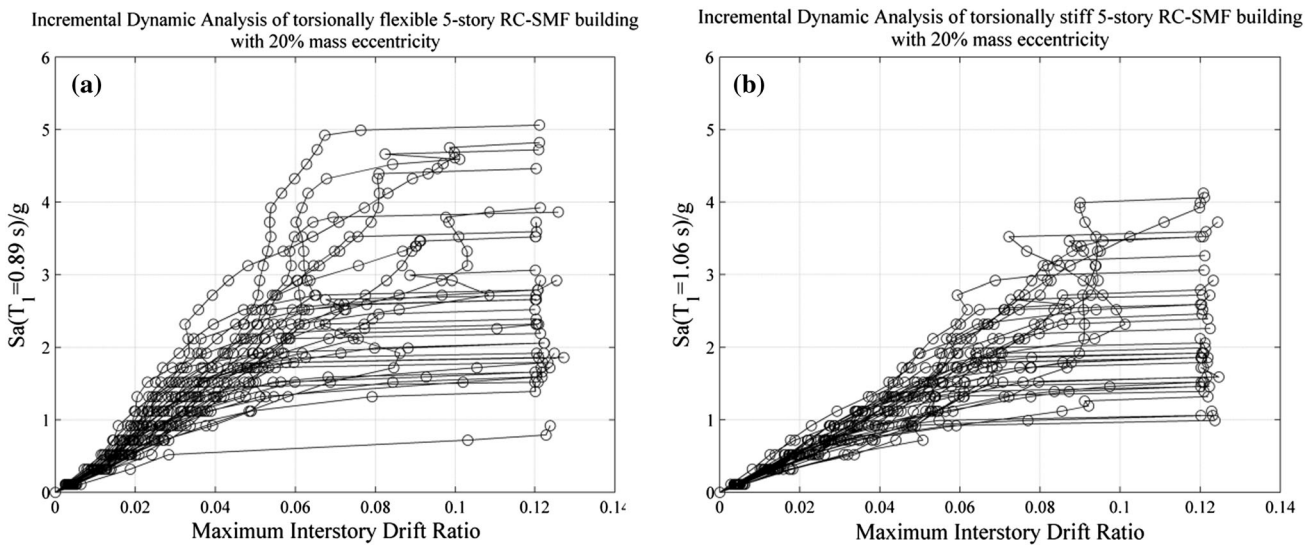 Incremental Dynamic Analysis of torsionally flexible 5-story RC-SMF building
with 20% mass eccentricity
(a)
6
5
4
3
2
1
0
Sa(T1=0.89 s)/g
0 0.02 0.04 0.06 0.08 0.1 0.12 0.14
Maximum Interstory Drift Ratio
Incremental Dynamic Analysis of torsionally stiff 5-story RC-SMF building
with 20% mass eccentricity
(b)
6
5
4
3
2
1
0
Sa(T1=1.06 s)/g
0 0.02 0.04 0.06 0.08 0.1 0.12 0.14
Maximum Interstory Drift Ratio